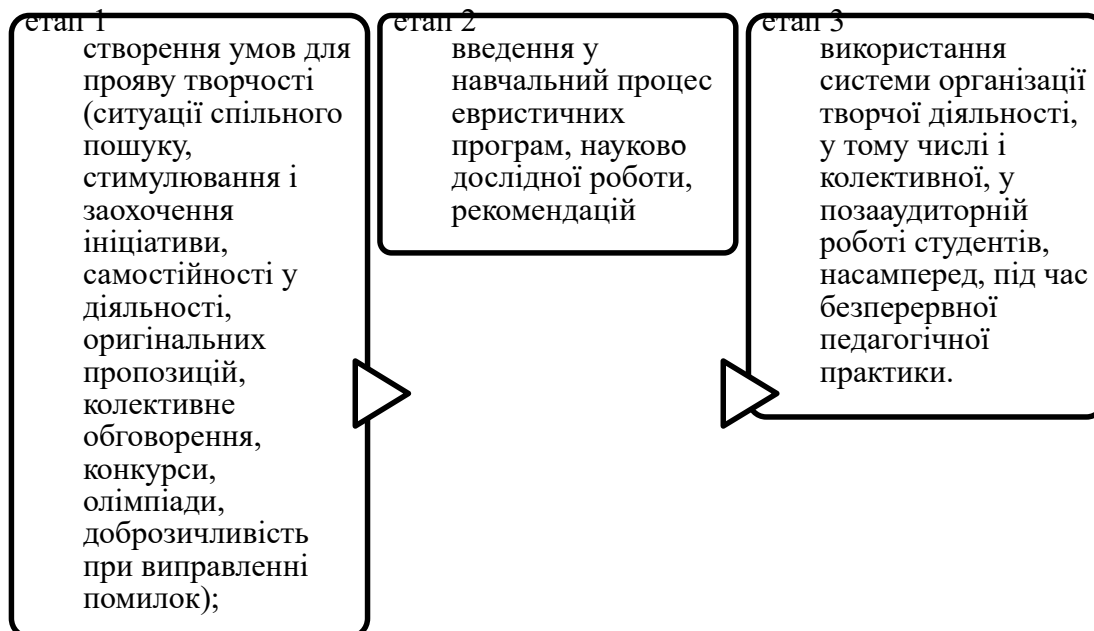 етап 1
створення умов для
прояву творчості
(ситуації спільного
пошуку,
стимулювання і
заохочення
ініціативи,
самостійності у
діяльності,
оригінальних
пропозицій,
колективне
обговорення,
конкурси,
олімпіади,
доброзичливість
при виправленні
помилок);
етап 2
введення у
навчальний процес
евристичних
програм, науково
дослідної роботи,
рекомендацій
етап 3
використання
системи організації
творчої діяльності,
у тому числі і
колективної, у
позааудиторній
роботі студентів,
насамперед, під час
безперервної
педагогічної
практики.